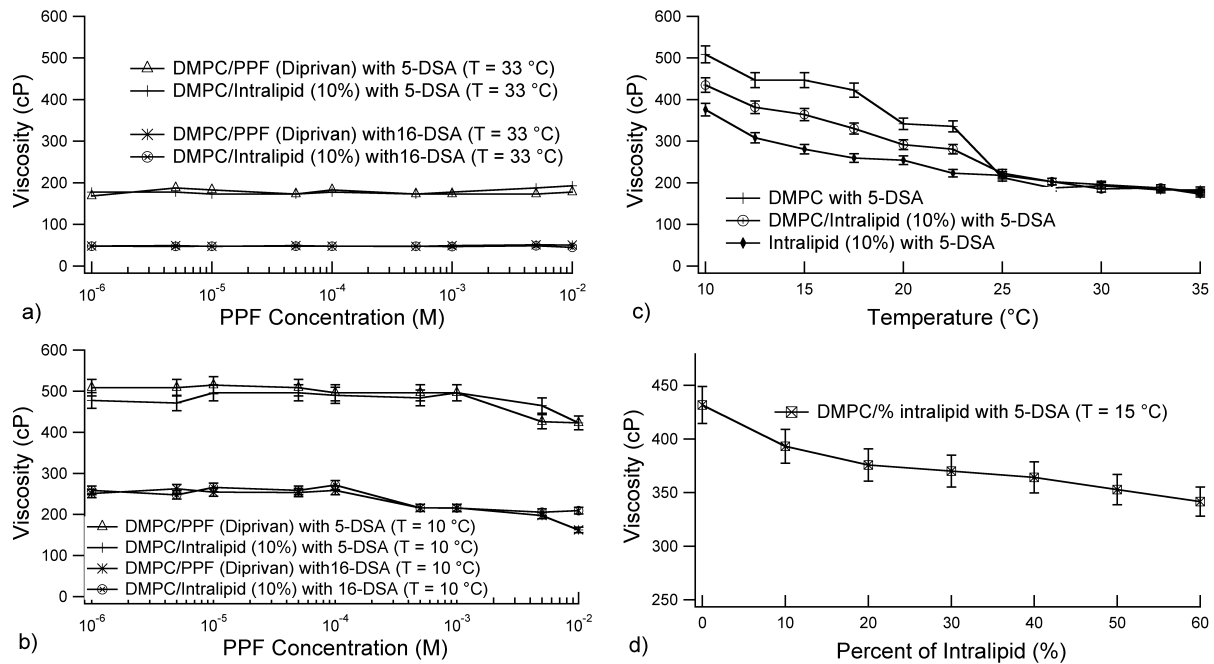 600
500
400
300
200
100
0
Viscosity (cP)
DMPC/PPF (Diprivan) with 5-DSA (T = 33 °C)
DMPC/Intralipid (10%) with 5-DSA (T = 33 °C)
DMPC/PPF (Diprivan) with16-DSA (T = 33 °C)
DMPC/Intralipid (10%) with16-DSA (T = 33 °C)
10-6 10-5 10-4 10-3 10-2
a) PPF Concentration (M)
600
500
400
300
200
100
0
Viscosity (cP)
DMPC with 5-DSA
DMPC/Intralipid (10%) with 5-DSA
Intralipid (10%) with 5-DSA
10 15 20 25 30 35
c) Temperature (°C)
600
500
400
300
200
100
0
Viscosity (cP)
DMPC/PPF (Diprivan) with 5-DSA (T = 10 °C)
DMPC/Intralipid (10%) with 5-DSA (T = 10 °C)
DMPC/PPF (Diprivan) with16-DSA (T = 10 °C)
DMPC/Intralipid (10%) with 16-DSA (T = 10 °C)
10-6 10-5 10-4 10-3 10-2
b) PPF Concentration (M)
450
400
350
300
250
Viscosity (cP)
DMPC/% intralipid with 5-DSA (T = 15 °C)
0 10 20 30 40 50 60
d) Percent of Intralipid (%)